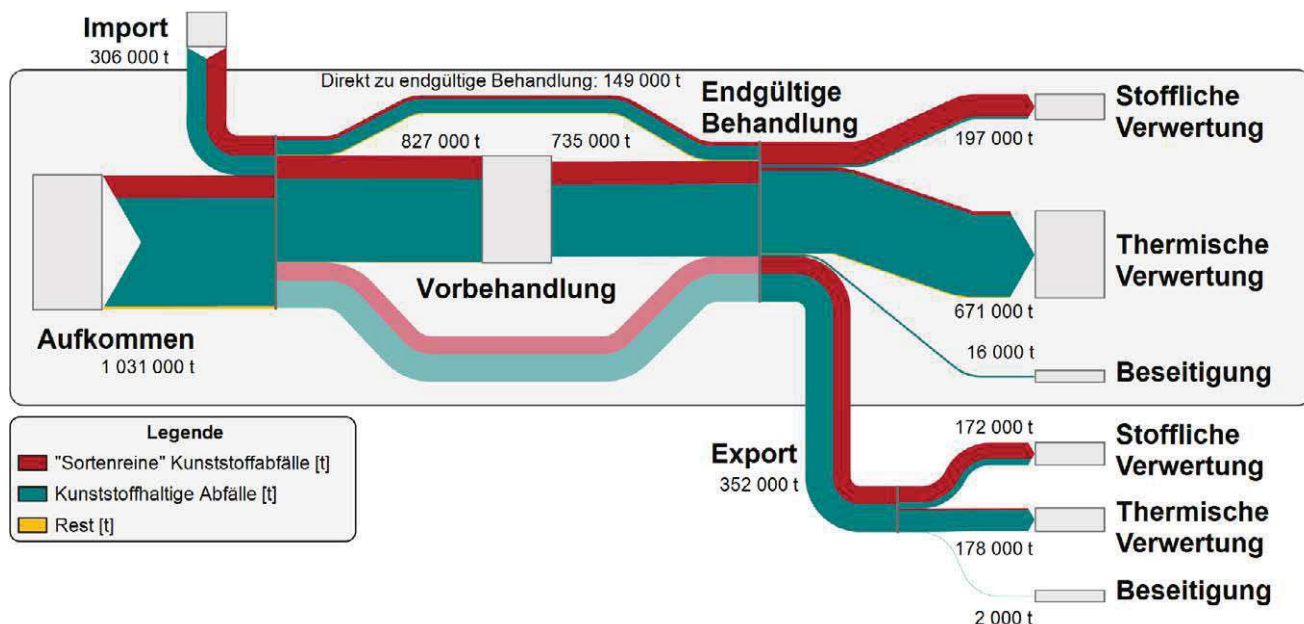 Import
306 000 t
Direkt zu endgültige Behandlung: 149 000 t
Endgültige
Behandlung
827 000 t
735 000 t
Stoffliche
Verwertung
197 000 t
Vorbehandlung
Thermische
Verwertung
671 000 t
Aufkommen
1 031 000 t
16 000 t
Beseitigung
Legende
"Sortenreine" Kunststoffabfälle [t]
Kunststoffhaltige Abfälle [t]
Rest [t]
Export
352 000 t
172 000 t
Stoffliche
Verwertung
Thermische
Verwertung
178 000 t
Beseitigung
2 000 t